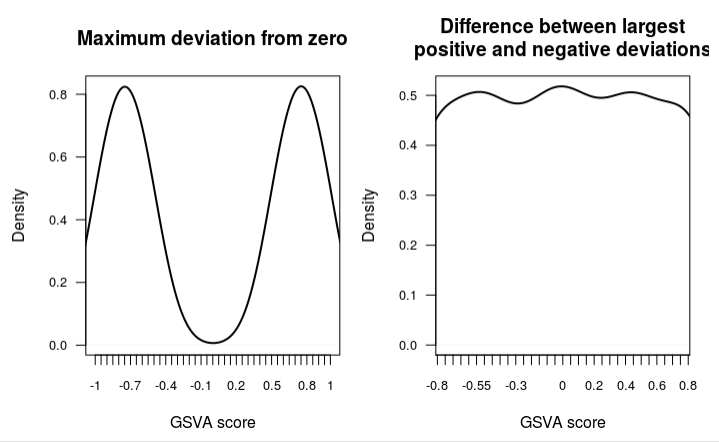 Maximum deviation from zero
Density
0.8
0.6
0.4
0.2
0.0
-1 -0.7 -0.4 -0.1 0.2 0.5 0.8 1
GSVA score
Difference between largest
positive and negative deviations
Density
0.5
0.4
0.3
0.2
0.1
0.0
-0.8 -0.55 -0.3 0 0.2 0.4 0.6 0.8
GSVA score